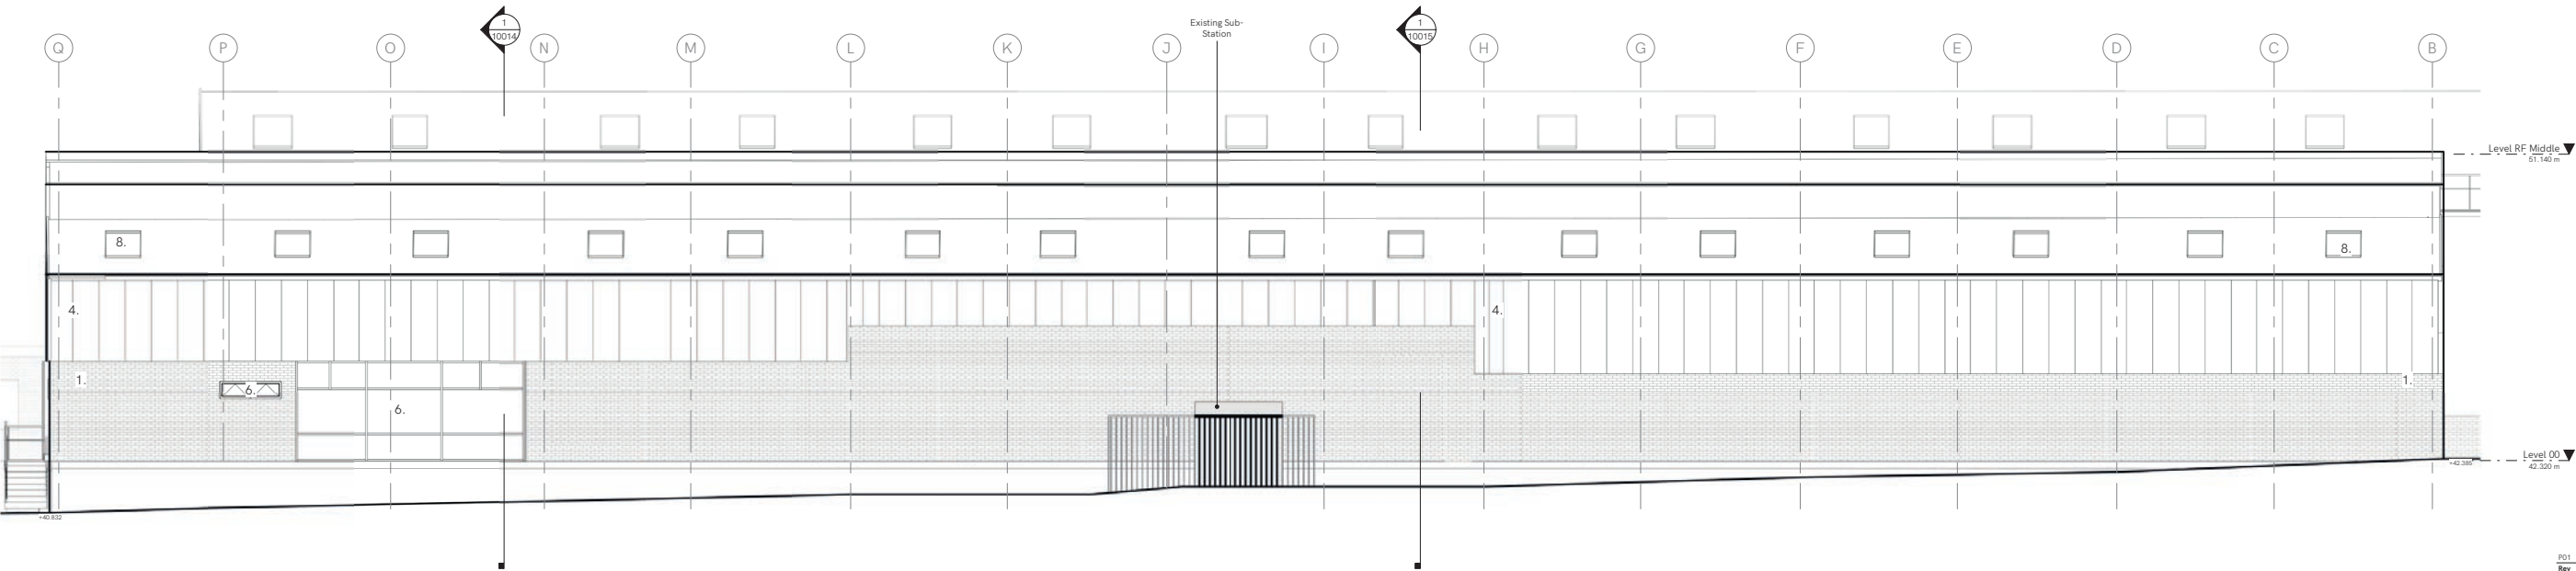 1
10014
Existing Sub-
Station
1
10015
Q
P
O
N
M
L
K
J
I
H
G
F
E
D
C
B
Level RF Middle
51.140 m
8.
8.
4.
4.
1.
6.
6.
1.
Level 00
42.320 m
+42.385
+40.632
P01
Rev